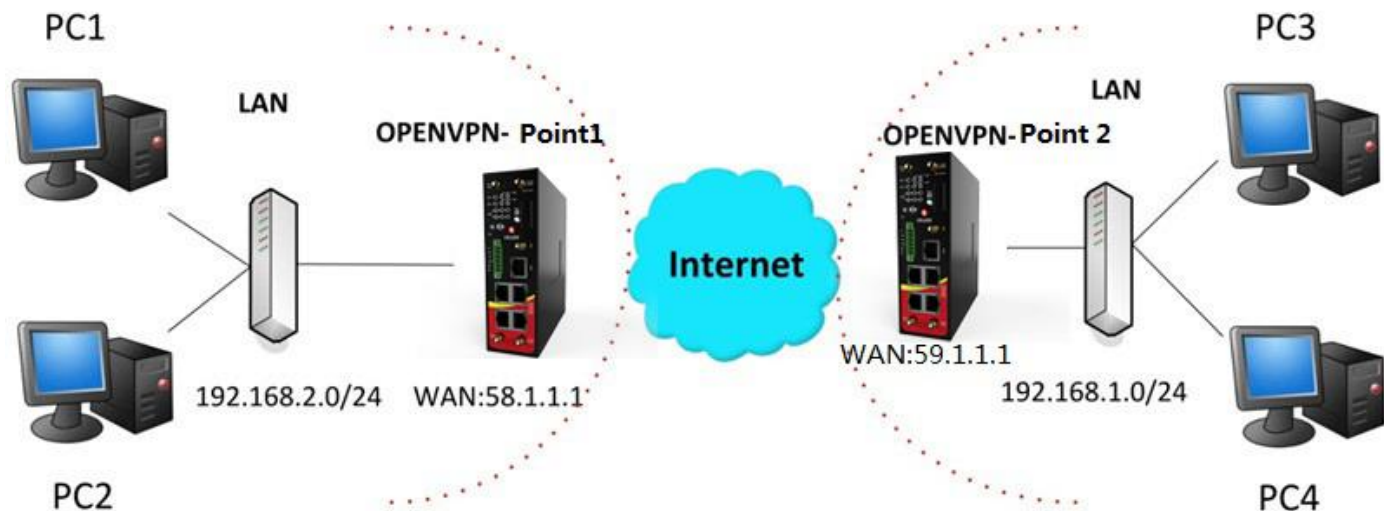 PC1
PC3
LAN
LAN
OPENVPN- Point1
OPENVPN-Point 2
Internet
WAN:59.1.1.1
192.168.2.0/24
WAN:58.1.1.1
192.168.1.0/24
PC2
PC4